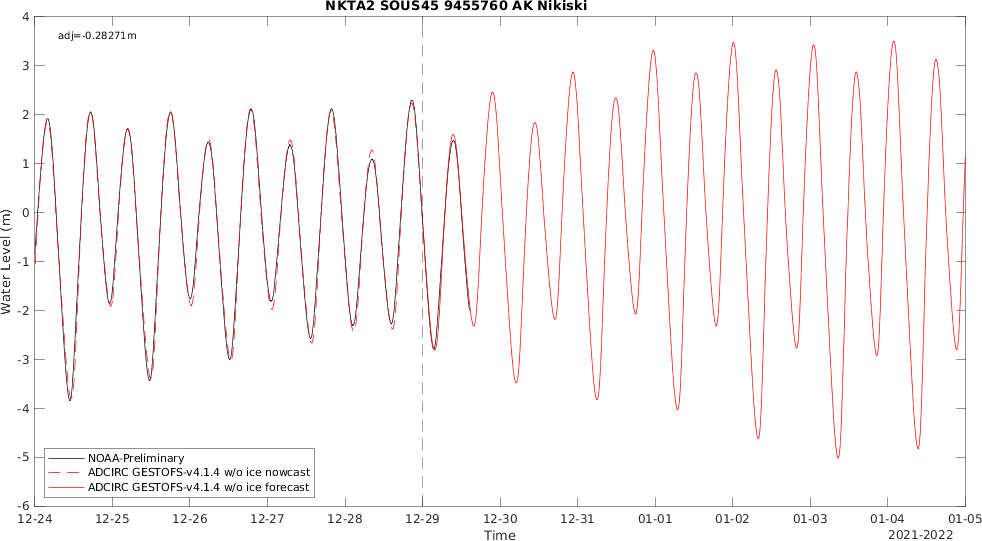 NKTA2 SOUS45 9455760 AK Nikiski
adj=-0.28271m
4
3
2
1
0
-1
-2
-3
-4
-5
-6
Water Level (m)
NOAA-Preliminary
ADCIRC GESTOFS-v4.1.4 w/o ice nowcast
ADCIRC GESTOFS-v4.1.4 w/o ice forecast
12-24 12-25 12-26 12-27 12-28 12-29 12-30 12-31 01-01 01-02 01-03 01-04 01-05
Time
2021-2022